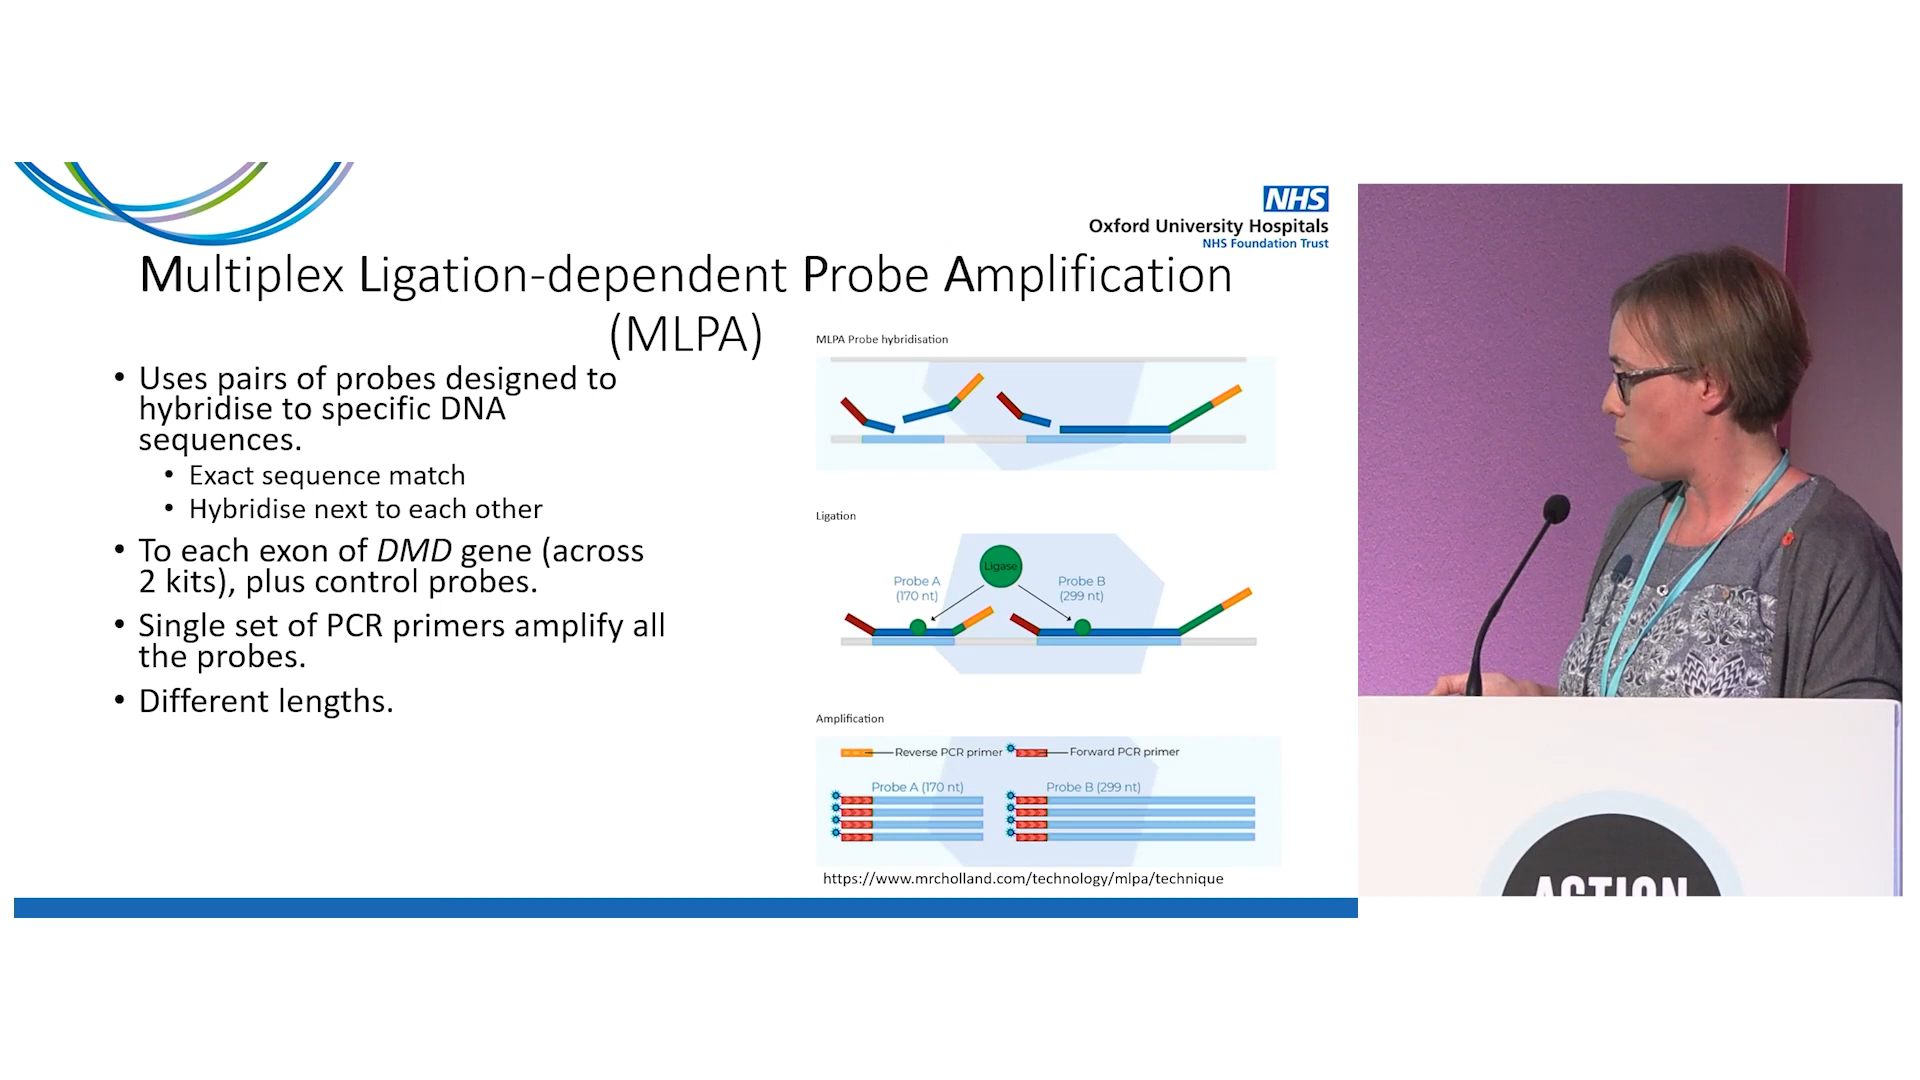 NHS
Oxford University Hospitals
NHS Foundation Trust
Multiplex Ligation-dependent Probe Amplification
(MLPA)
• Uses pairs of probes designed to
hybridise to specific DNA
sequences.
• Exact sequence match
• Hybridise next to each other
• To each exon of DMD gene (across
2 kits), plus control probes.
• Single set of PCR primers amplify all
the probes.
• Different lengths.
MLPA Probe hybridisation
Ligation
Ligase
Probe A
(170 nt)
Probe B
(299 nt)
Amplification
Reverse PCR primer
Forward PCR primer
Probe A (170 nt)
Probe B (299 nt)
https://www.mrcholland.com/technology/mlpa/technique
ACTION